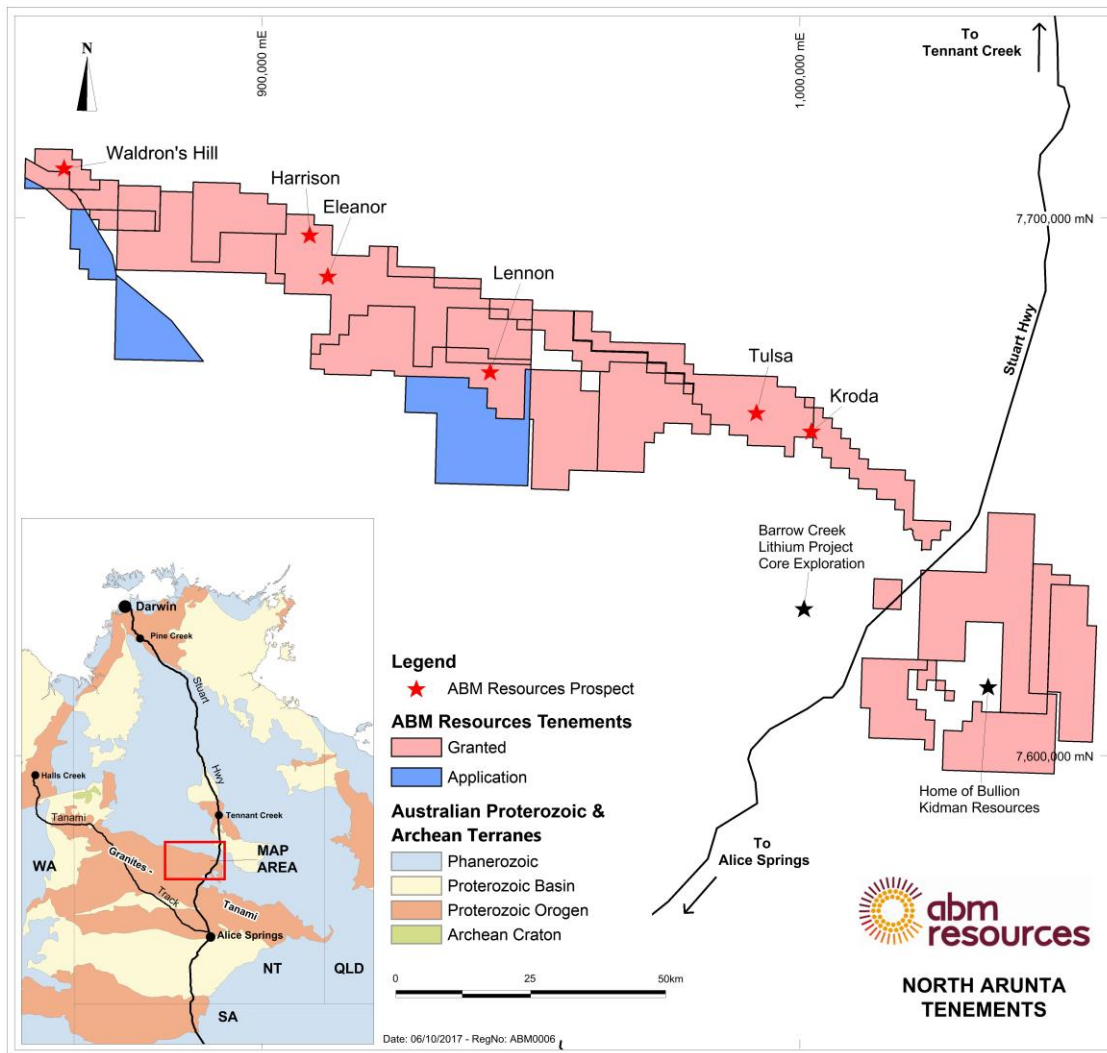 To
Tennant Creek
N
900,000 mE
1,000,000 mE
Waldron's Hill
Harrison
Eleanor
7,700,000 mN
Lennon
Stuart Hwy
Tulsa
Kroda
Barrow Creek
Lithium Project
Core Exploration
Darwin
Pine Creek
Stuart
Hwy
Halls Creek
Tennant Creek
Tanami
WA
Granites -
MAP
AREA
Track
Tanami
Alice Springs
NT
QLD
SA
Legend
ABM Resources Prospect
ABM Resources Tenements
Granted
Application
Australian Proterozoic &
Archean Terranes
Phanerozoic
Proterozoic Basin
Proterozoic Orogen
Archean Craton
7,600,000 mN
Home of Bullion
Kidman Resources
To
Alice Springs
abm
resources
0
25
50km
NORTH ARUNTA
TENEMENTS
Date: 06/10/2017 - RegNo: ABM0006